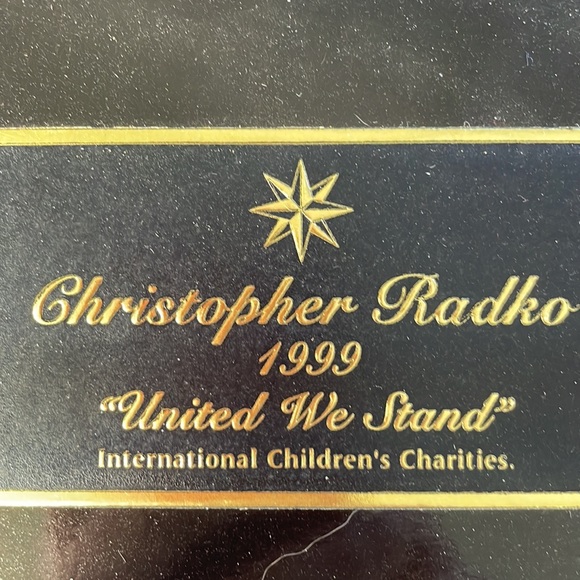 Christopher Radko
1999
“United We Stand”
International Children's Charities.